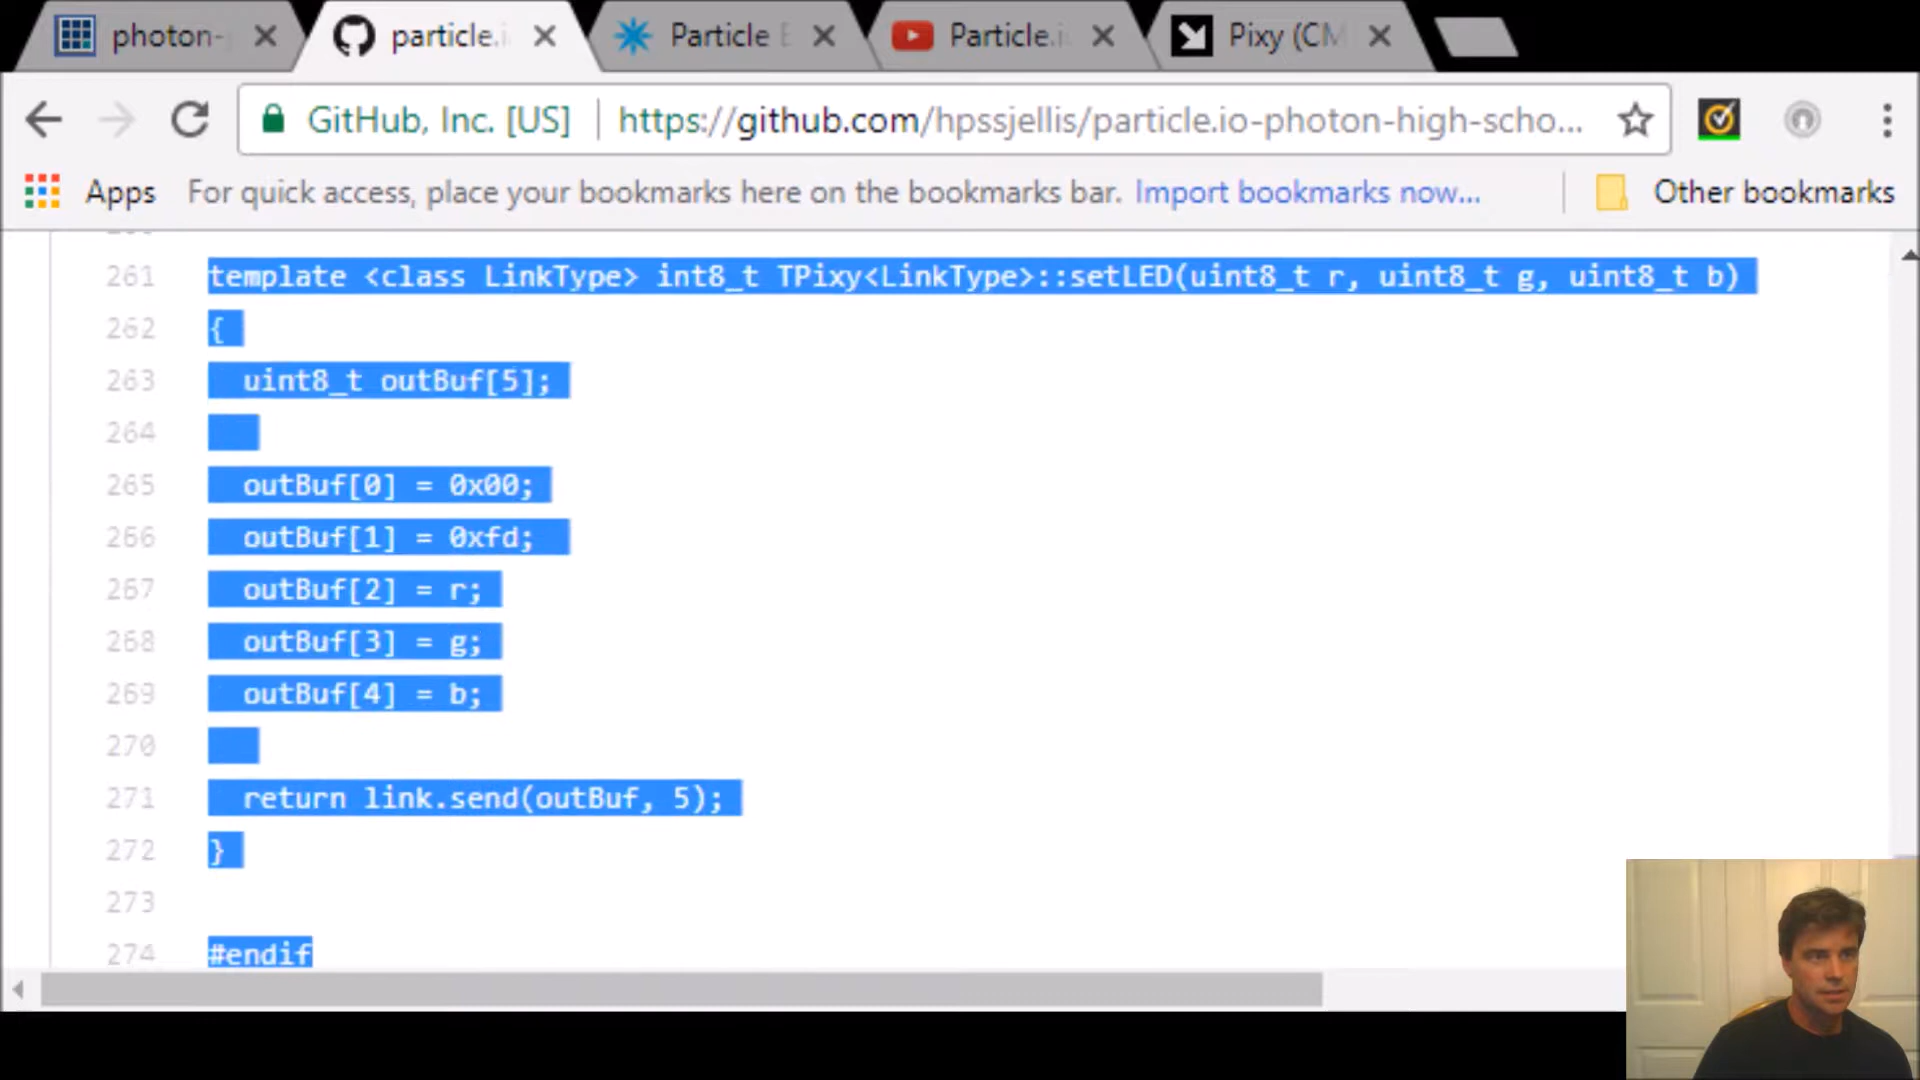 photon-
particle.i
Particle E
Particle.i
Pixy (CM
GitHub, Inc. [US] https://github.com/hpssjellis/particle.io-photon-high-scho...
Apps For quick access, place your bookmarks here on the bookmarks bar. Import bookmarks now... Other bookmarks
261 template <class LinkType> int8_t TPixy<LinkType>::setLED(uint8_t r, uint8_t g, uint8_t b)
262 {
263 uint8_t outBuf[5];
264
265 outBuf[0] = 0x00;
266 outBuf[1] = 0xfd;
267 outBuf[2] = r;
268 outBuf[3] = g;
269 outBuf[4] = b;
270
271 return link.send(outBuf, 5);
272 }
273
274 #endif